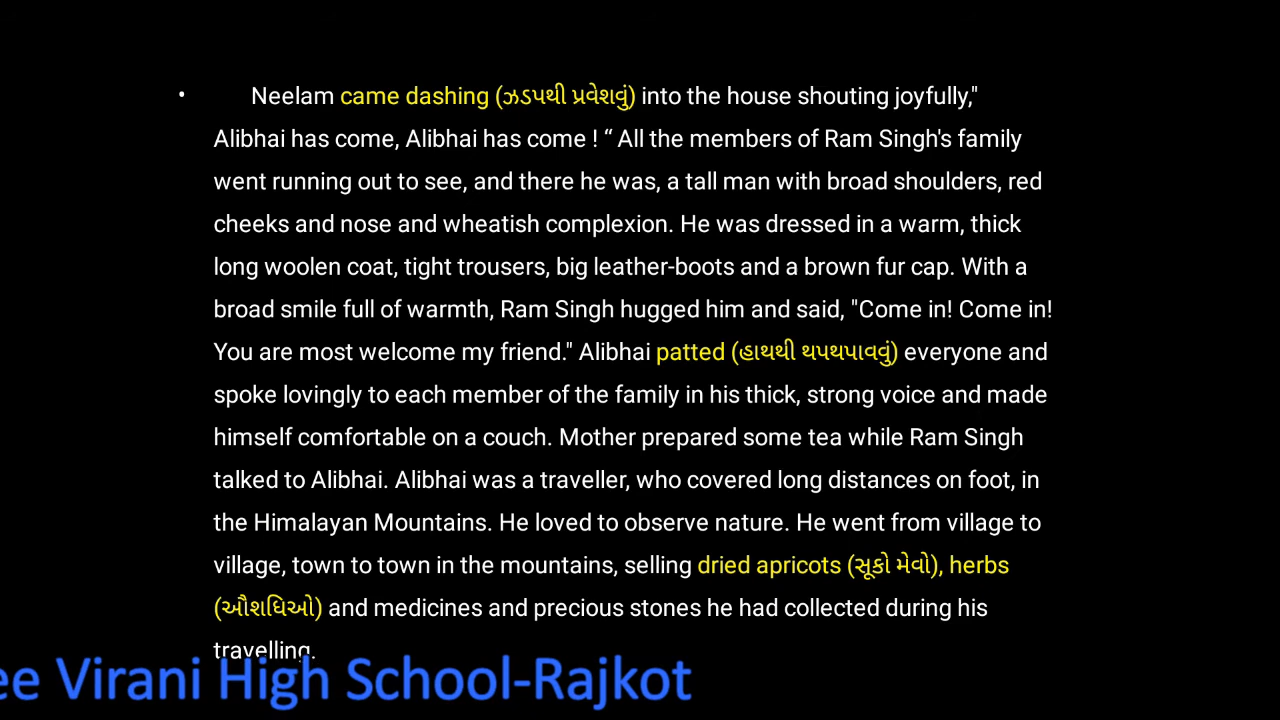 • Neelam came dashing (ઝડપથી પ્રવેશવું) into the house shouting joyfully,"
Alibhai has come, Alibhai has come ! “ All the members of Ram Singh's family
went running out to see, and there he was, a tall man with broad shoulders, red
cheeks and nose and wheatish complexion. He was dressed in a warm, thick
long woolen coat, tight trousers, big leather-boots and a brown fur cap. With a
broad smile full of warmth, Ram Singh hugged him and said, "Come in! Come in!
You are most welcome my friend." Alibhai patted (હાથથી થપથપાવવું) everyone and
spoke lovingly to each member of the family in his thick, strong voice and made
himself comfortable on a couch. Mother prepared some tea while Ram Singh
talked to Alibhai. Alibhai was a traveller, who covered long distances on foot, in
the Himalayan Mountains. He loved to observe nature. He went from village to
village, town to town in the mountains, selling dried apricots (સૂકો મેવો), herbs
(ઔશધિઓ) and medicines and precious stones he had collected during his
travelling.
ee Virani High School-Rajkot